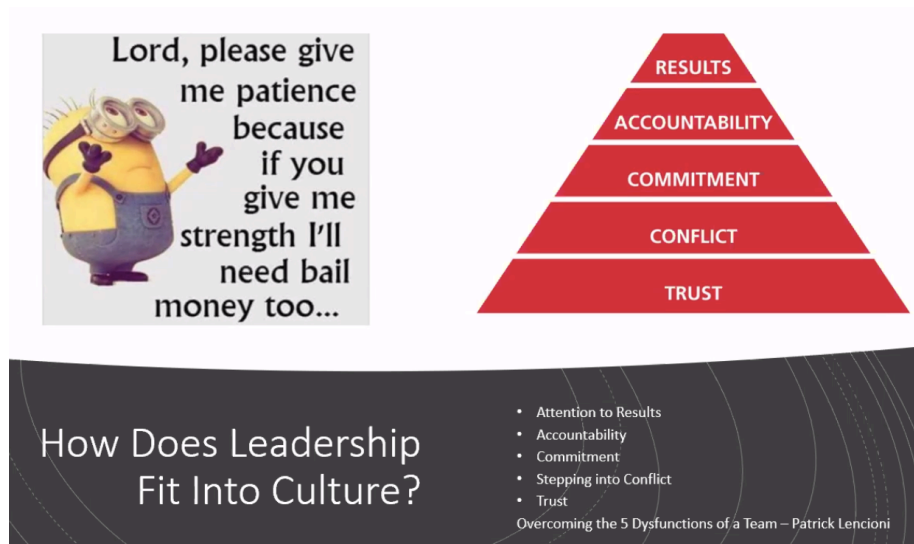 Lord, please give
me patience
because
if you
give me
strength I'll
need bail
money too...
RESULTS
ACCOUNTABILITY
COMMITMENT
CONFLICT
TRUST
How Does Leadership
Fit Into Culture?
• Attention to Results
• Accountability
• Commitment
• Stepping into Conflict
• Trust
Overcoming the 5 Dysfunctions of a Team – Patrick Lencioni